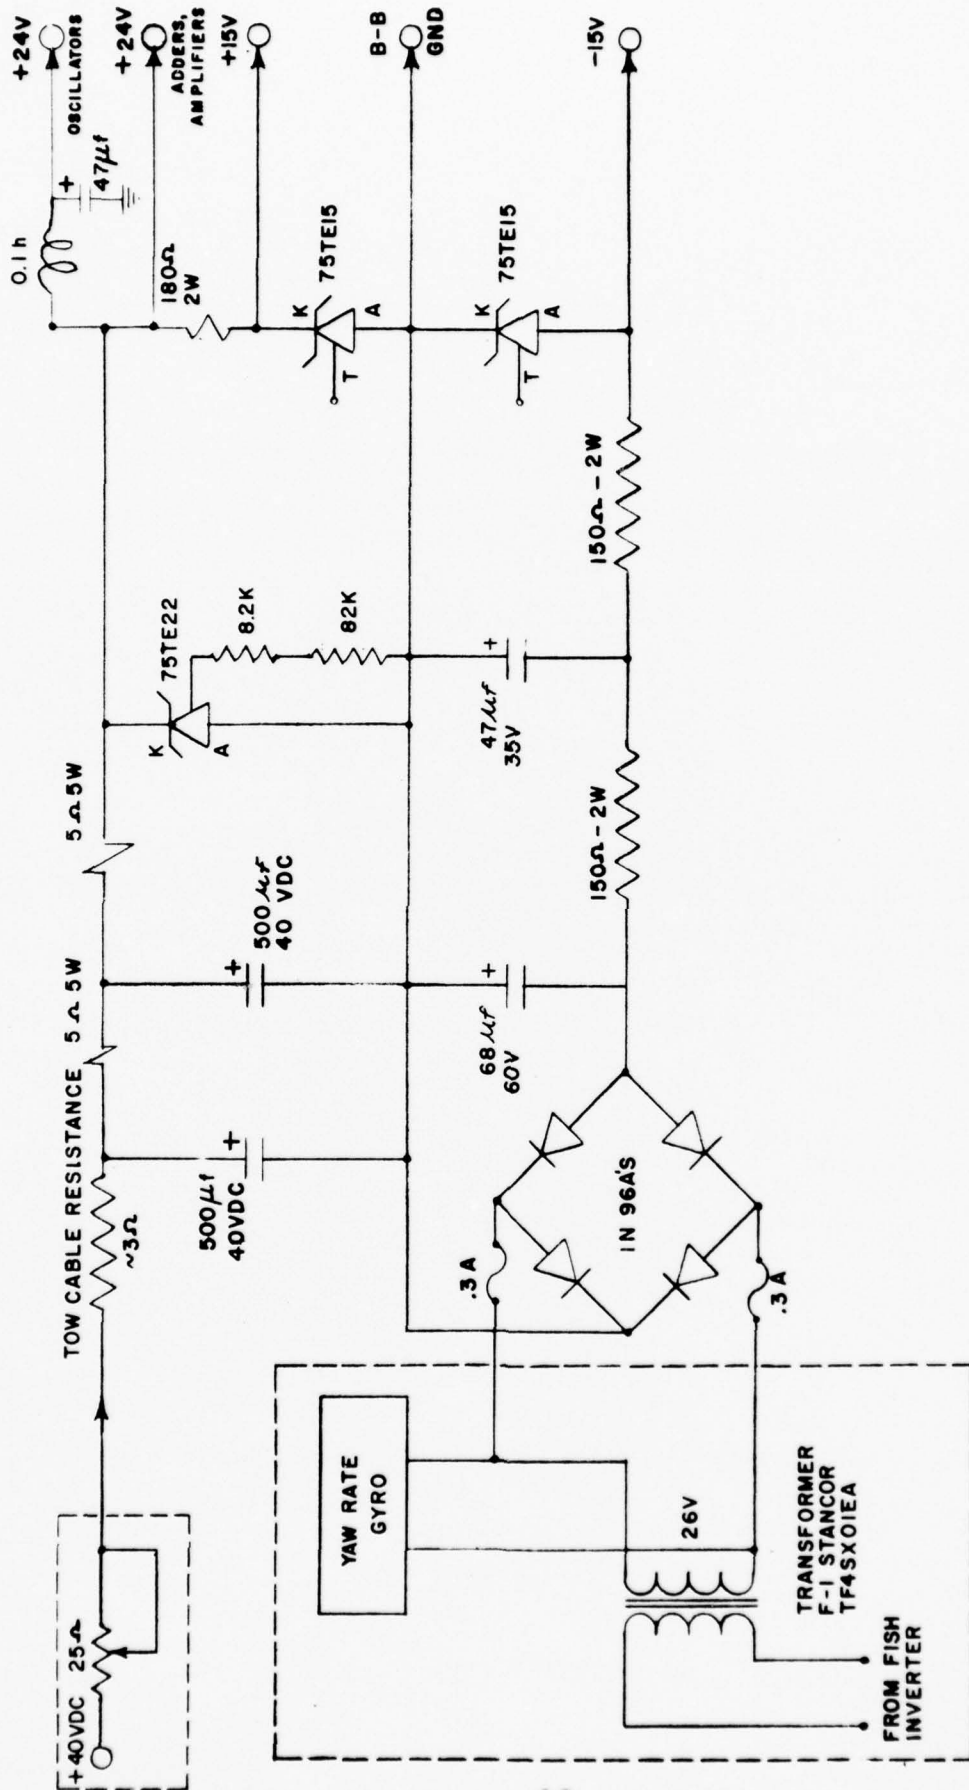 +40VDC
25Ω
TOW CABLE RESISTANCE
~3Ω
5Ω 5W
5Ω 5W
0.1h
+24V
OSCILLATORS
+
47µf
+24V
ADDERS,
AMPLIFIERS
180Ω
2W
+15V
500µf
40VDC
+
500µf
40 VDC
+
K
75TE22
A
8.2K
82K
K
75TE15
A
T
B-B
GND
K
75TE15
A
T
68µf
60V
+
47µf
35V
+
150Ω-2W
150Ω-2W
-15V
.3A
IN 96A'S
.3A
YAW RATE
GYRO
26V
TRANSFORMER
F-1 STANCOR
TF4SX01EA
FROM FISH
INVERTER